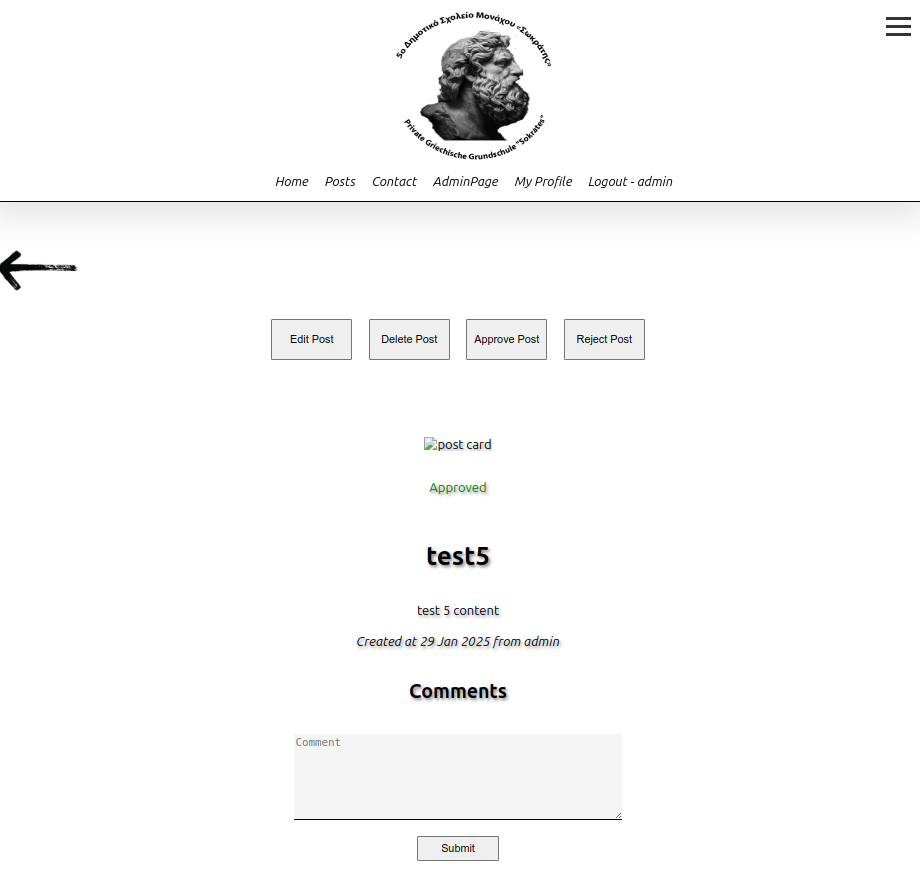 5ο Δημοτικό Σχολείο Μονάχου «Σωκράτης»
Private Griechische Grundschule "Sokrates"
Home Posts Contact AdminPage My Profile Logout - admin
Edit Post Delete Post Approve Post Reject Post
post card
Approved
test5
test 5 content
Created at 29 Jan 2025 from admin
Comments
Comment
Submit